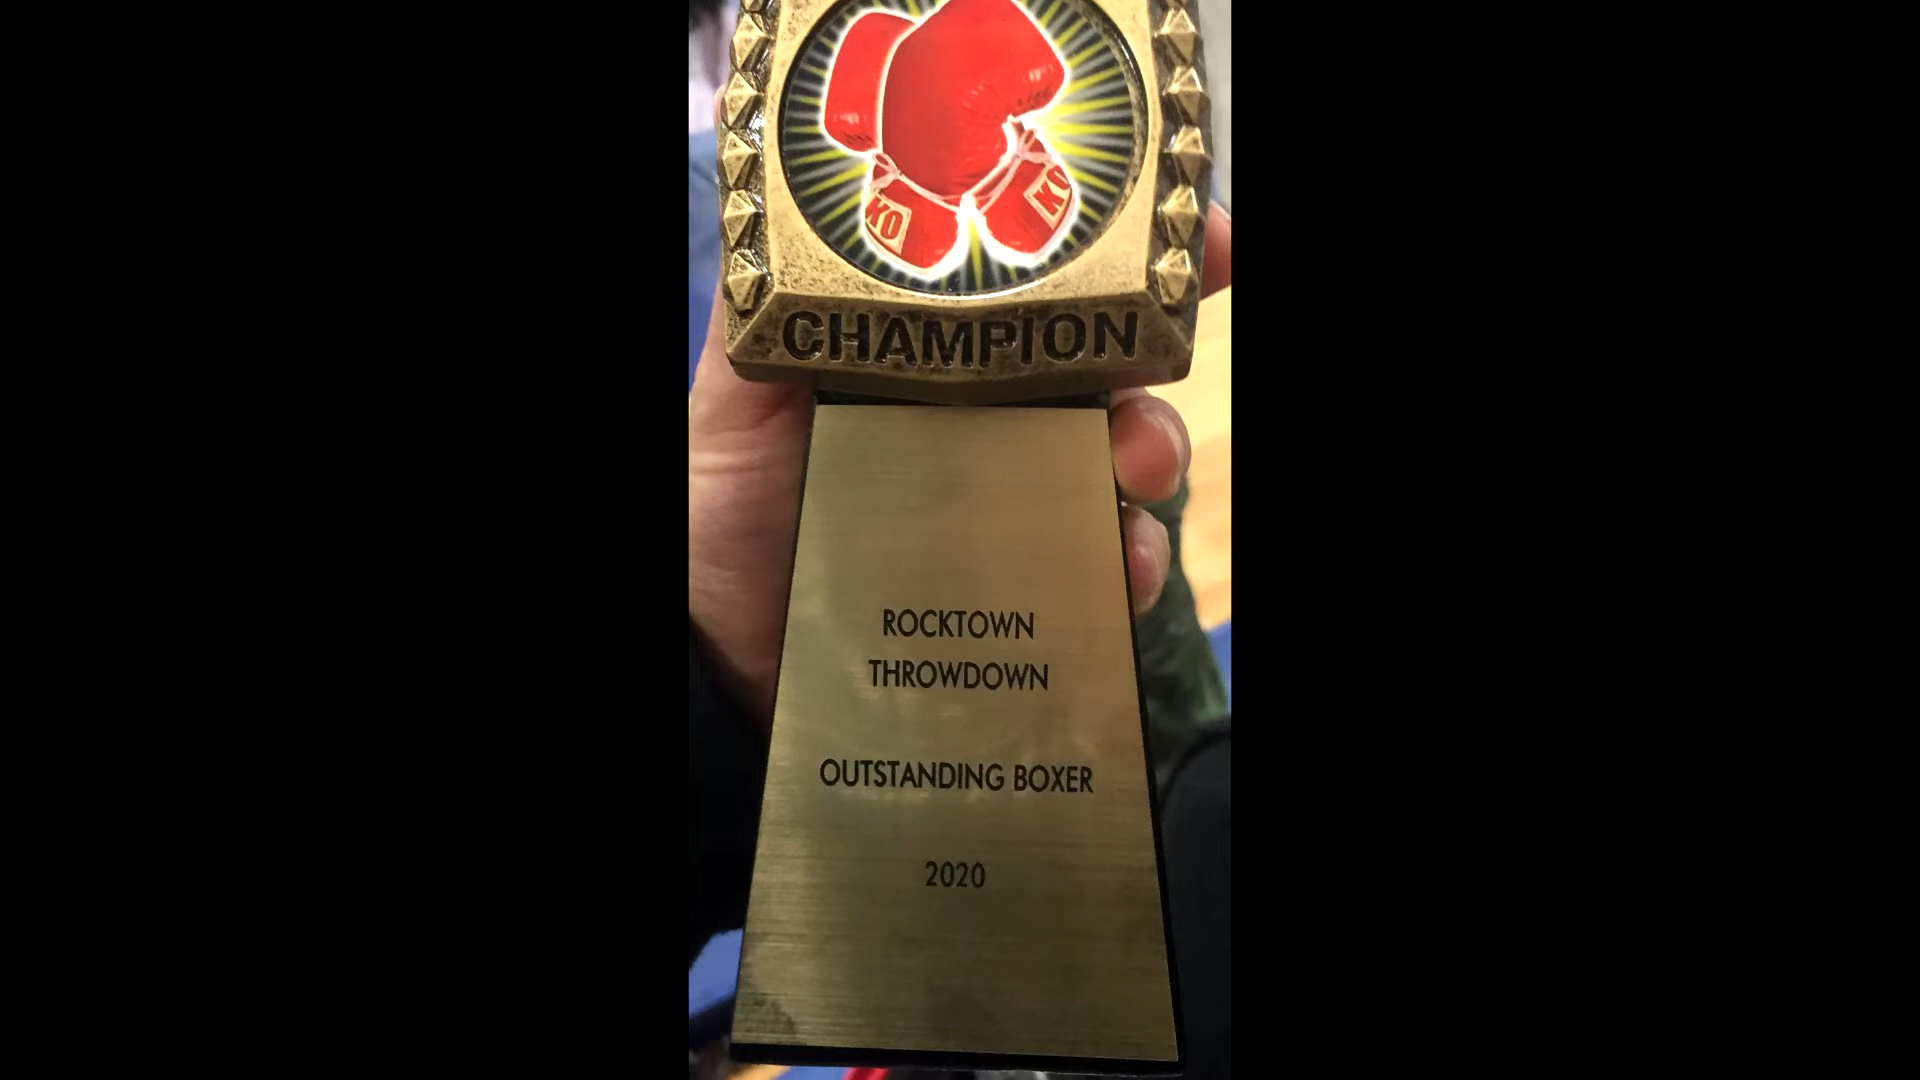 KO
KO
CHAMPION
ROCKTOWN
THROWDOWN
OUTSTANDING BOXER
2020